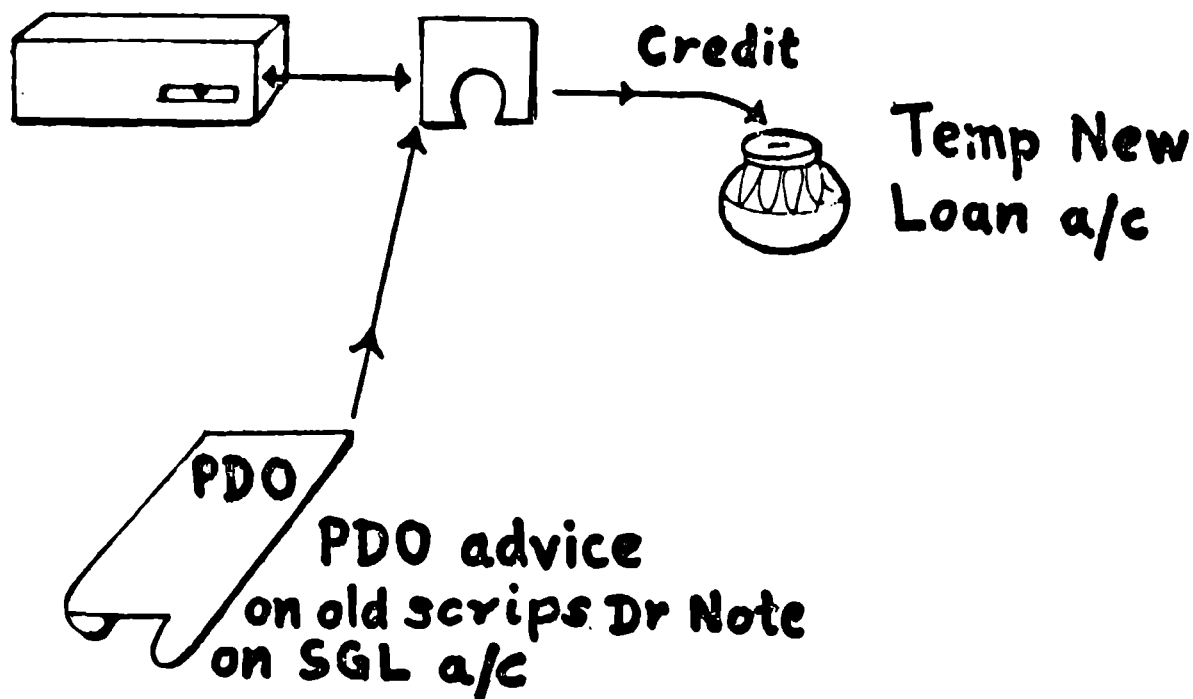 Credit
Temp New
Loan a/c
PDO
PDO advice
on old scrips Dr Note
on SGL a/c